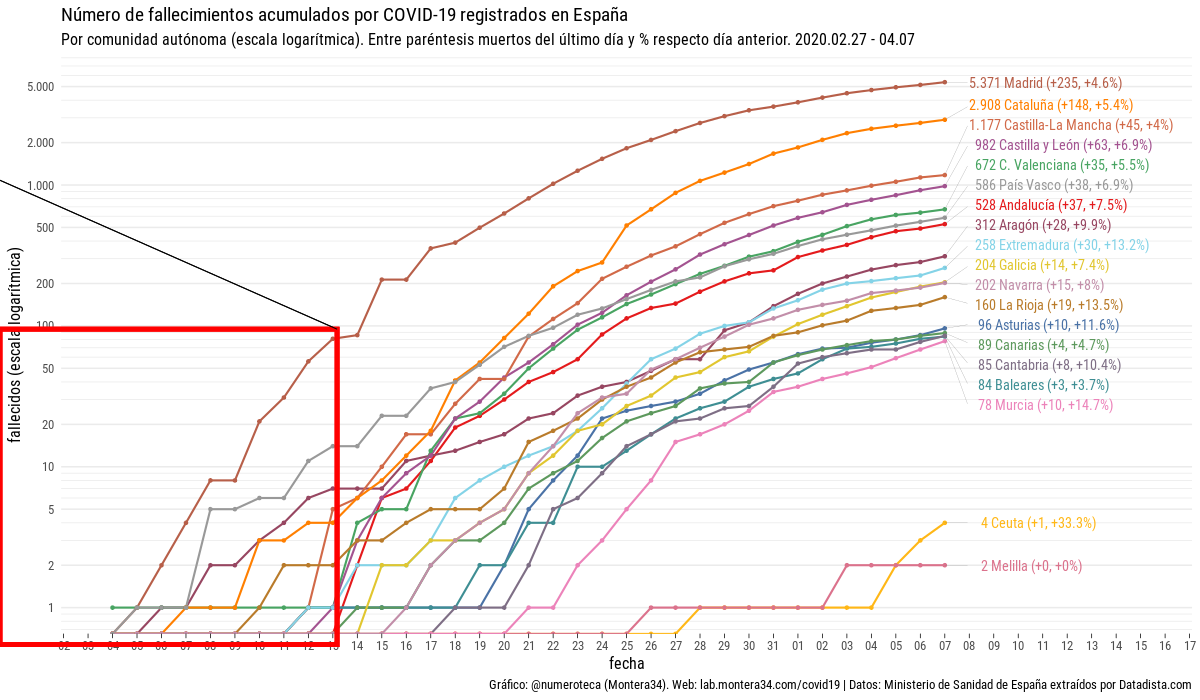 Número de fallecimientos acumulados por COVID-19 registrados en España
Por comunidad autónoma (escala logarítmica). Entre paréntesis muertos del último día y % respecto día anterior. 2020.02.27 - 04.07
fallecidos (escala logarítmica)
5.000
2.000
1.000
500
200
100
50
20
10
5
2
1
5.371 Madrid (+235, +4.6%)
2.908 Cataluña (+148, +5.4%)
1.177 Castilla-La Mancha (+45, +4%)
982 Castilla y León (+63, +6.9%)
672 C. Valenciana (+35, +5.5%)
586 País Vasco (+38, +6.9%)
528 Andalucía (+37, +7.5%)
312 Aragón (+28, +9.9%)
258 Extremadura (+30, +13.2%)
204 Galicia (+14, +7.4%)
202 Navarra (+15, +8%)
160 La Rioja (+19, +13.5%)
96 Asturias (+10, +11.6%)
89 Canarias (+4, +4.7%)
85 Cantabria (+8, +10.4%)
84 Baleares (+3, +3.7%)
78 Murcia (+10, +14.7%)
4 Ceuta (+1, +33.3%)
2 Melilla (+0, +0%)
02 03 04 05 06 07 08 09 10 11 12 13 14 15 16 17 18 19 20 21 22 23 24 25 26 27 28 29 30 31 01 02 03 04 05 06 07 08 09 10 11 12 13 14 15 16 17
fecha
Gráfico: @numeroteca (Montera34). Web: lab.montera34.com/covid19 | Datos: Ministerio de Sanidad de España extraídos por Datadista.com